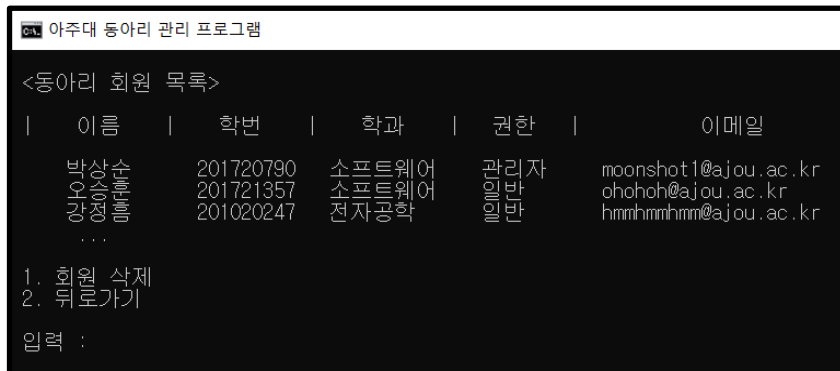 아주대 동아리 관리 프로그램
<동아리 회원 목록>
| 이름 | 학번 | 학과 | 권한 | 이메일
박상순 201720790 소프트웨어 관리자 moonshot1@ajou.ac.kr
오승훈 201721357 소프트웨어 일반 ohohoh@ajou.ac.kr
강정흠 201020247 전자공학 일반 hmmhmmhmm@ajou.ac.kr
...
1. 회원 삭제
2. 뒤로가기
입력 :